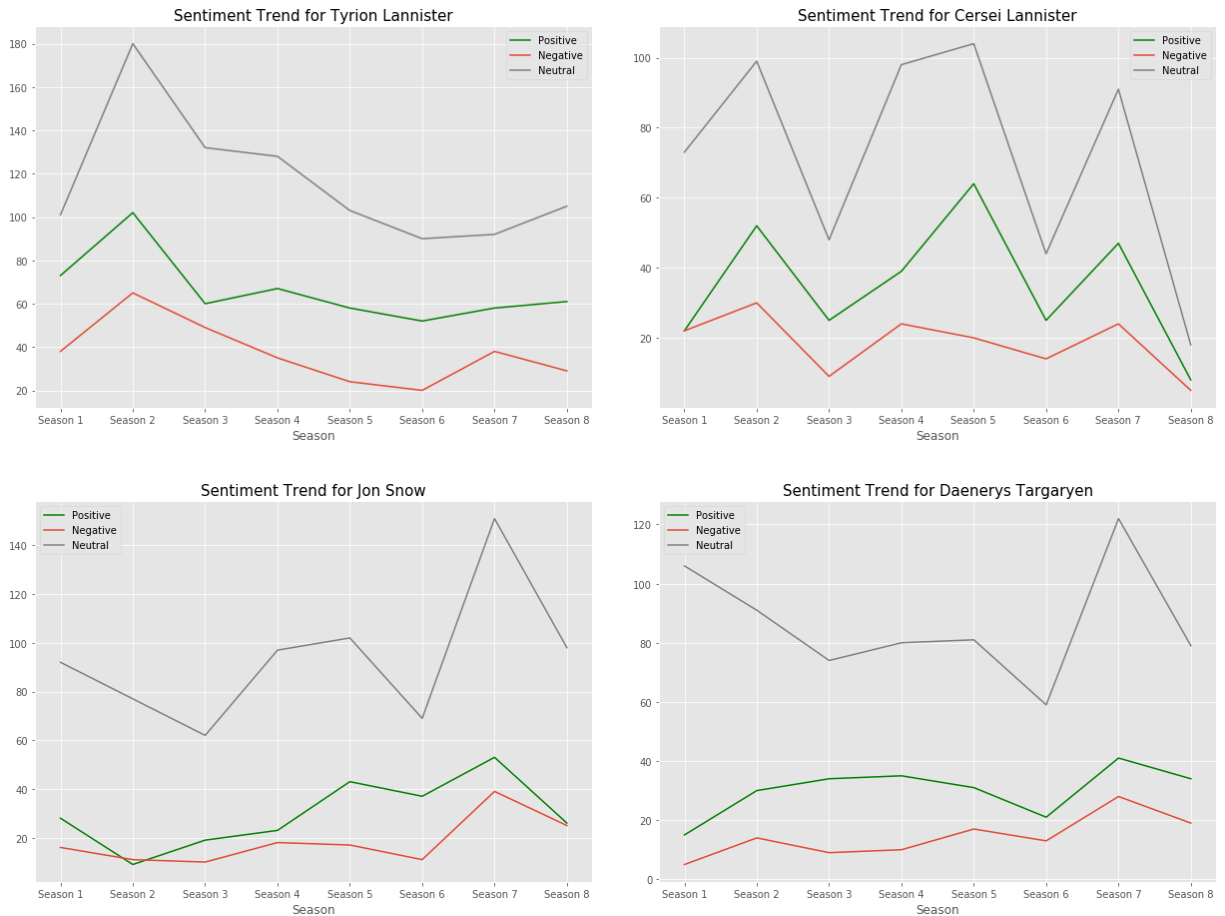 Sentiment Trend for Tyrion Lannister
Positive
Negative
Neutral
180
160
140
120
100
80
60
40
20
Season 1 Season 2 Season 3 Season 4 Season 5 Season 6 Season 7 Season 8
Season
Sentiment Trend for Cersei Lannister
Positive
Negative
Neutral
100
80
60
40
20
Season 1 Season 2 Season 3 Season 4 Season 5 Season 6 Season 7 Season 8
Season
Sentiment Trend for Jon Snow
Positive
Negative
Neutral
140
120
100
80
60
40
20
Season 1 Season 2 Season 3 Season 4 Season 5 Season 6 Season 7 Season 8
Season
Sentiment Trend for Daenerys Targaryen
Positive
Negative
Neutral
120
100
80
60
40
20
0
Season 1 Season 2 Season 3 Season 4 Season 5 Season 6 Season 7 Season 8
Season